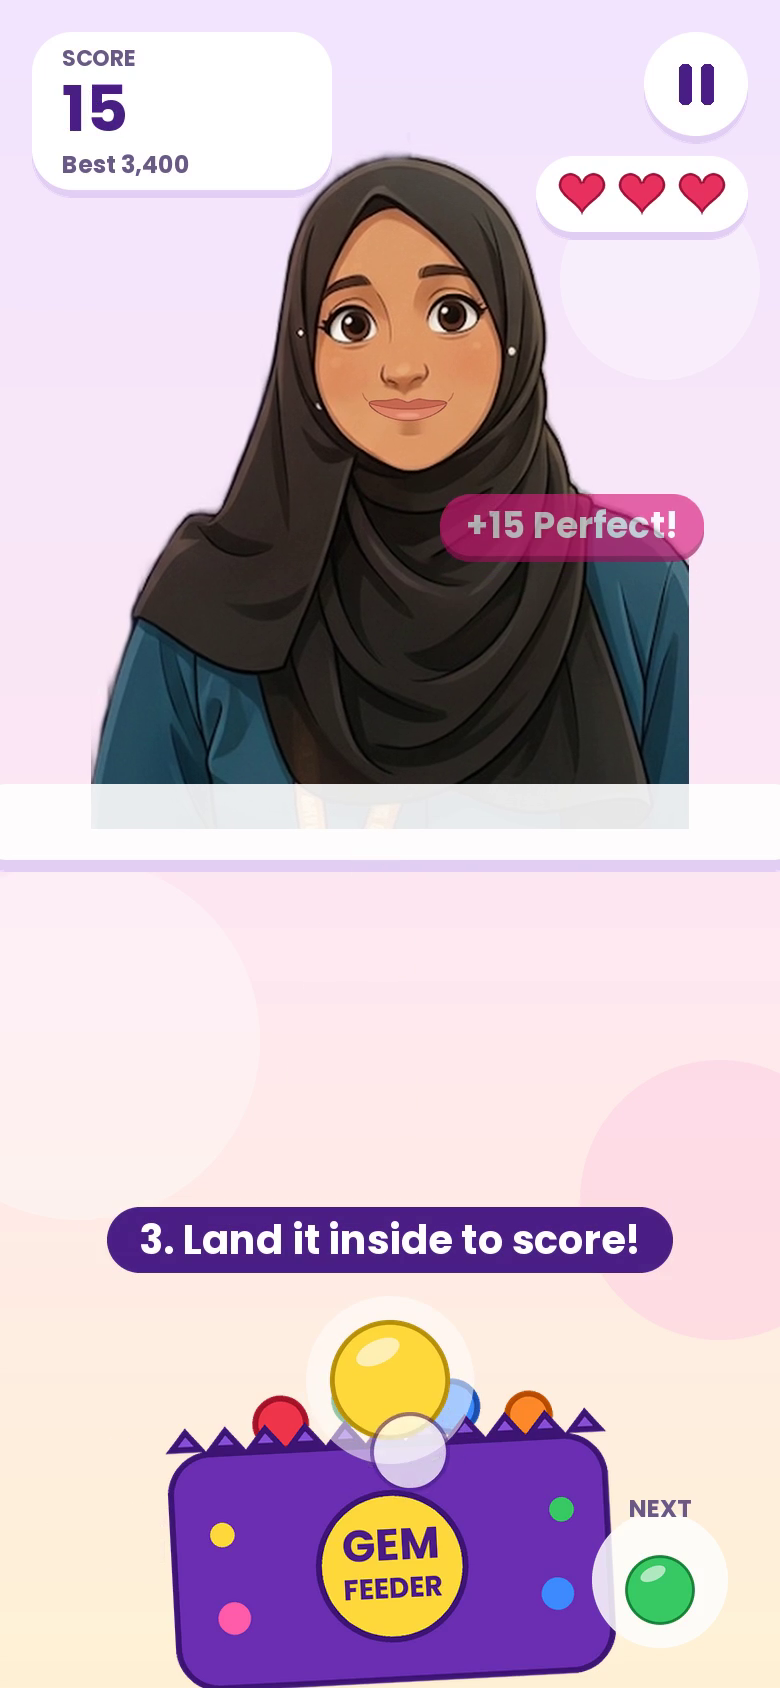 SCORE
15
Best 3,400
+15 Perfect!
3. Land it inside to score!
GEM
FEEDER
NEXT